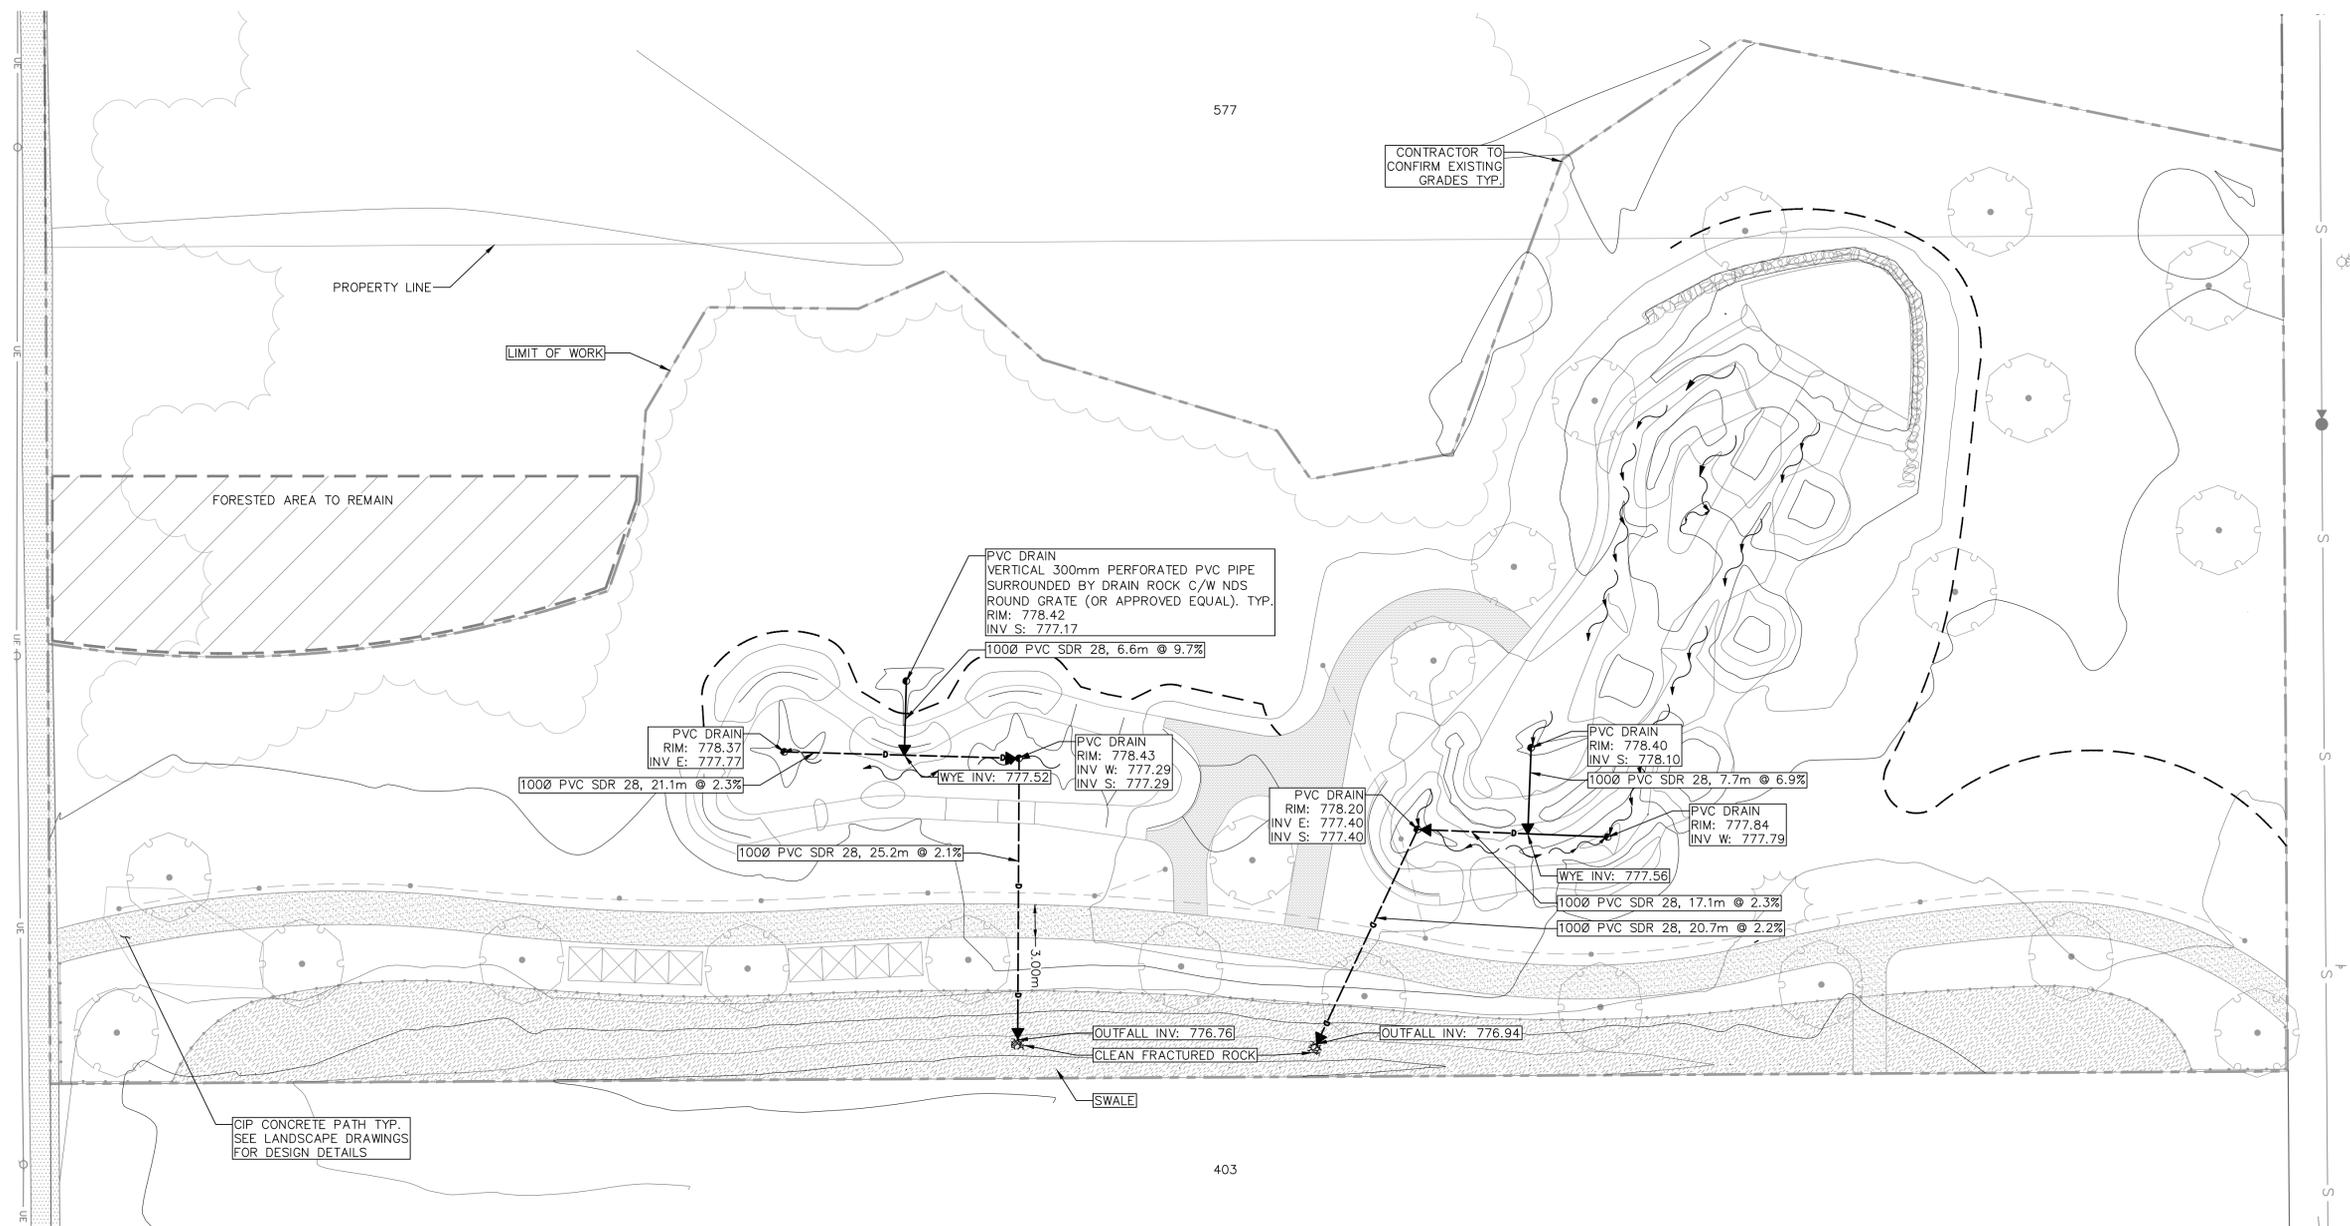 577
CONTRACTOR TO
CONFIRM EXISTING
GRADES TYP.
PROPERTY LINE
LIMIT OF WORK
FORESTED AREA TO REMAIN
PVC DRAIN
VERTICAL 300mm PERFORATED PVC PIPE
SURROUNDED BY DRAIN ROCK C/W NDS
ROUND GRATE (OR APPROVED EQUAL). TYP.
RIM: 778.42
INV S: 777.17
100Ø PVC SDR 28, 6.6m @ 9.7%
PVC DRAIN
RIM: 778.37
INV E: 777.77
100Ø PVC SDR 28, 21.1m @ 2.3%
WYE INV: 777.52
PVC DRAIN
RIM: 778.43
INV W: 777.29
INV S: 777.29
100Ø PVC SDR 28, 25.2m @ 2.1%
PVC DRAIN
RIM: 778.20
INV E: 777.40
INV S: 777.40
PVC DRAIN
RIM: 778.40
INV S: 778.10
100Ø PVC SDR 28, 7.7m @ 6.9%
PVC DRAIN
RIM: 777.84
INV W: 777.79
WYE INV: 777.56
100Ø PVC SDR 28, 17.1m @ 2.3%
100Ø PVC SDR 28, 20.7m @ 2.2%
3.00m
OUTFALL INV: 776.76
OUTFALL INV: 776.94
CLEAN FRACTURED ROCK
SWALE
CIP CONCRETE PATH TYP.
SEE LANDSCAPE DRAWINGS
FOR DESIGN DETAILS
403
UE
UE
UE
UE
UE
S
S
S
S
D
D
D
D
D
D
D